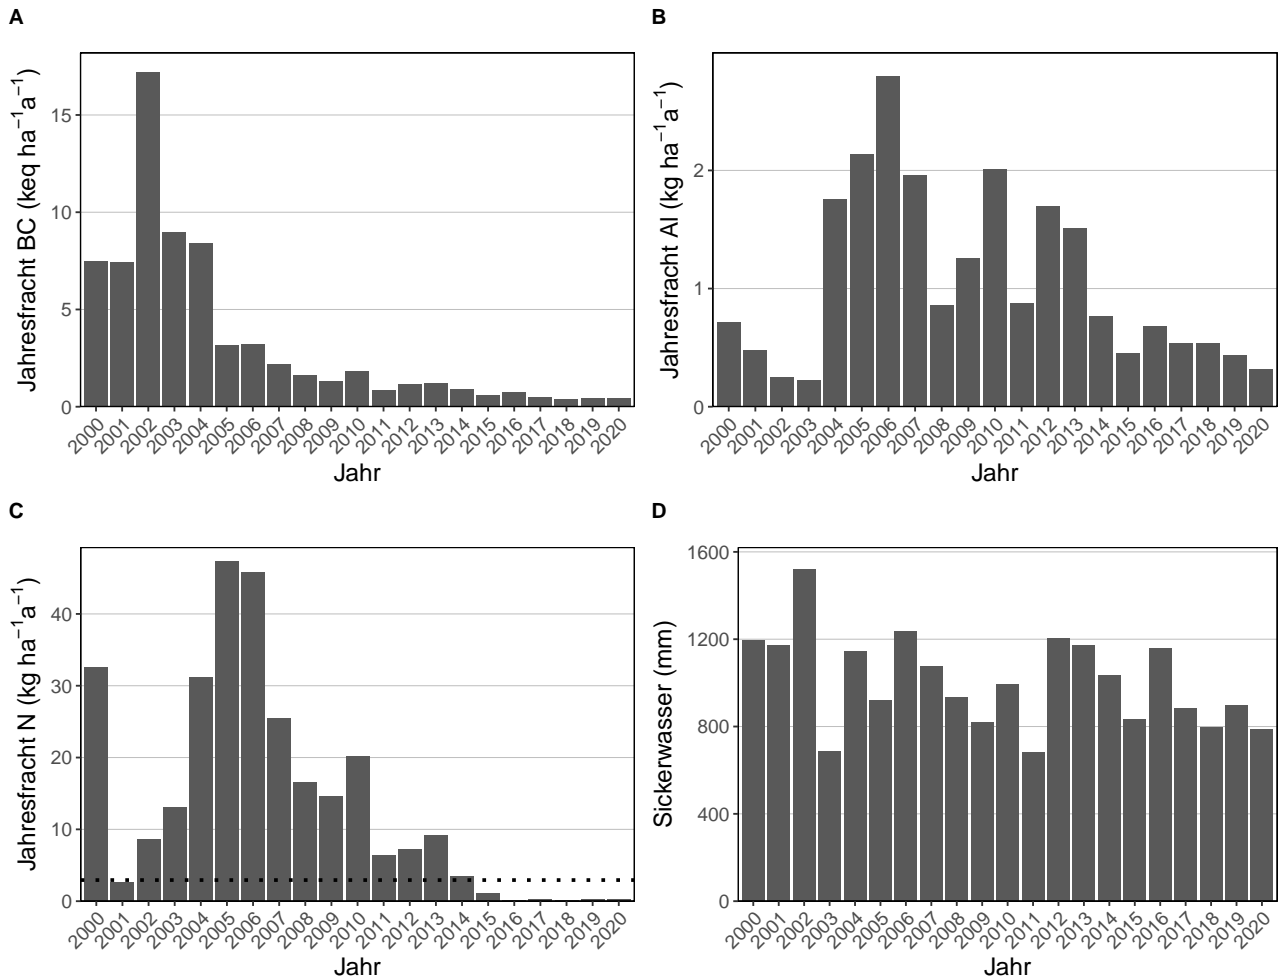 A
Jahresfracht BC (keq ha⁻¹a⁻¹)
15
10
5
0
2000 2001 2002 2003 2004 2005 2006 2007 2008 2009 2010 2011 2012 2013 2014 2015 2016 2017 2018 2019 2020
Jahr
B
Jahresfracht Al (kg ha⁻¹a⁻¹)
2
1
0
2000 2001 2002 2003 2004 2005 2006 2007 2008 2009 2010 2011 2012 2013 2014 2015 2016 2017 2018 2019 2020
Jahr
C
Jahresfracht N (kg ha⁻¹a⁻¹)
40
30
20
10
0
2000 2001 2002 2003 2004 2005 2006 2007 2008 2009 2010 2011 2012 2013 2014 2015 2016 2017 2018 2019 2020
Jahr
D
Sickerwasser (mm)
1600
1200
800
400
0
2000 2001 2002 2003 2004 2005 2006 2007 2008 2009 2010 2011 2012 2013 2014 2015 2016 2017 2018 2019 2020
Jahr